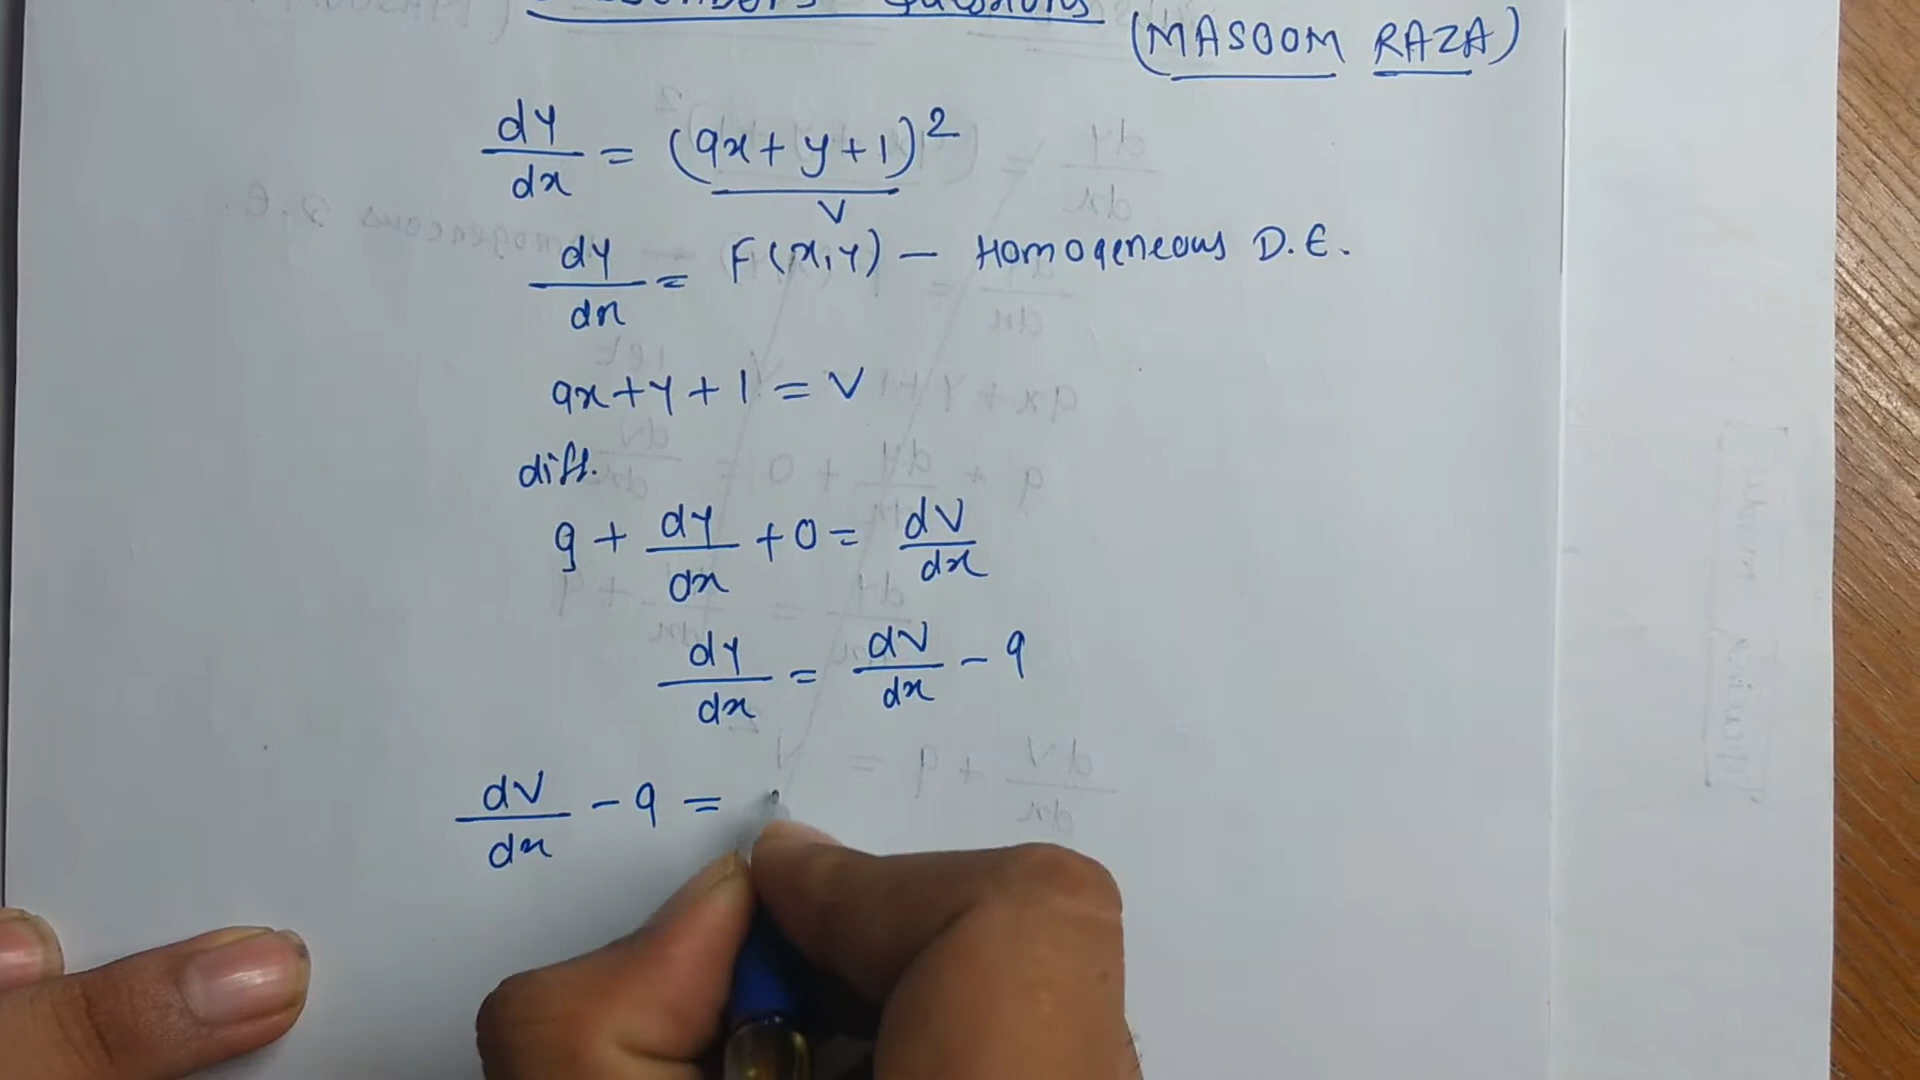 Questions
(MASOOM RAZA)
dy/dx = (9x + y + 1)²
V
dy/dx = F(x,y) — Homogeneous D.E.
9x + y + 1 = V
diff.
9 + dy/dx + 0 = dV/dx
dy/dx = dV/dx - 9
dV/dx - 9 =